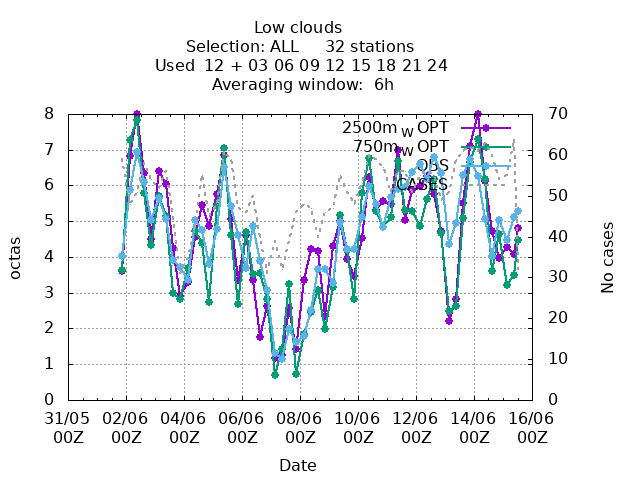 Low clouds
Selection: ALL 32 stations
Used 12 + 03 06 09 12 15 18 21 24
Averaging window: 6h
8 70
2500m W OPT
7 750m W OPT 60
OBS
6 CASES 50
5 40
octas 4 No cases
3 30
2 20
1 10
0 0
31/05 02/06 04/06 06/06 08/06 10/06 12/06 14/06 16/06
00Z 00Z 00Z 00Z 00Z 00Z 00Z 00Z 00Z
Date